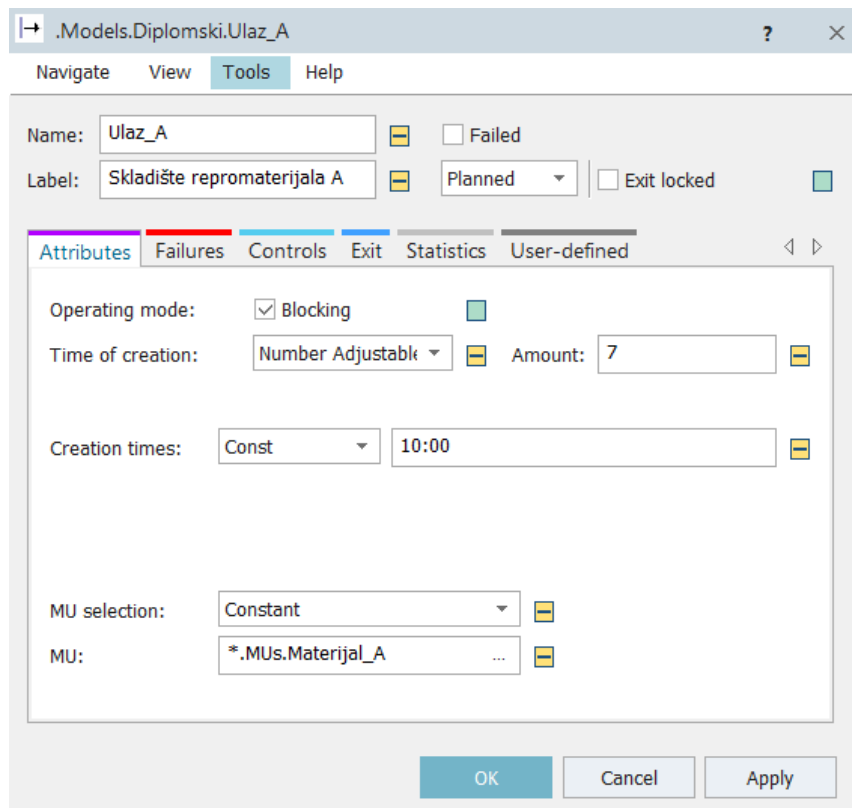 .Models.Diplomski.Ulaz_A ?
Navigate View Tools Help
Name: Ulaz_A Failed
Label: Skladište repromaterijala A Planned Exit locked
Attributes Failures Controls Exit Statistics User-defined
Operating mode: Blocking
Time of creation: Number Adjustable Amount: 7
Creation times: Const 10:00
MU selection: Constant
MU: *.MUs.Materijal_A ...
OK Cancel Apply